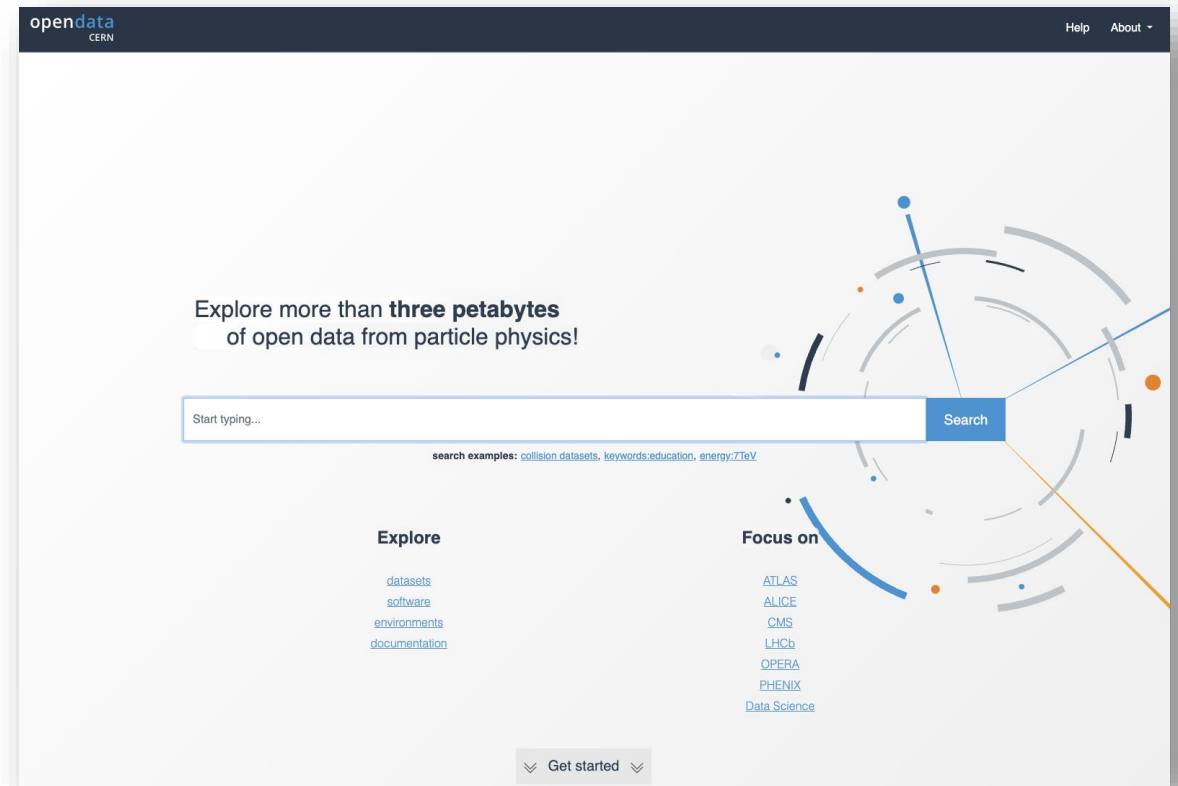 opendata
CERN
Help About
Explore more than three petabytes
of open data from particle physics!
Start typing...
Search
search examples: collision datasets, keywords:education, energy:7TeV
Explore
datasets
software
environments
documentation
Focus on
ATLAS
ALICE
CMS
LHCb
OPERA
PHENIX
Data Science
Get started